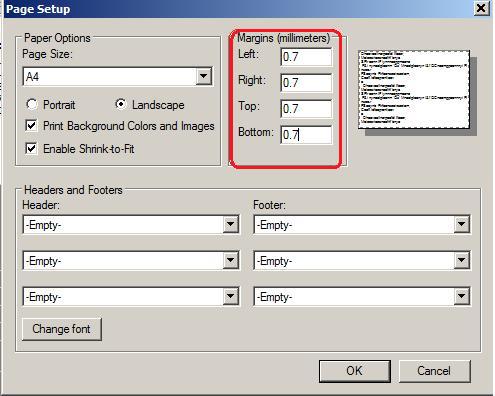 Page Setup
Paper Options
Page Size:
A4
Portrait
Landscape
Print Background Colors and Images
Enable Shrink-to-Fit
Margins (millimeters)
Left: 0.7
Right: 0.7
Top: 0.7
Bottom: 0.7
Headers and Footers
Header:
Footer:
-Empty-
-Empty-
-Empty-
-Empty-
-Empty-
-Empty-
Change font
OK
Cancel